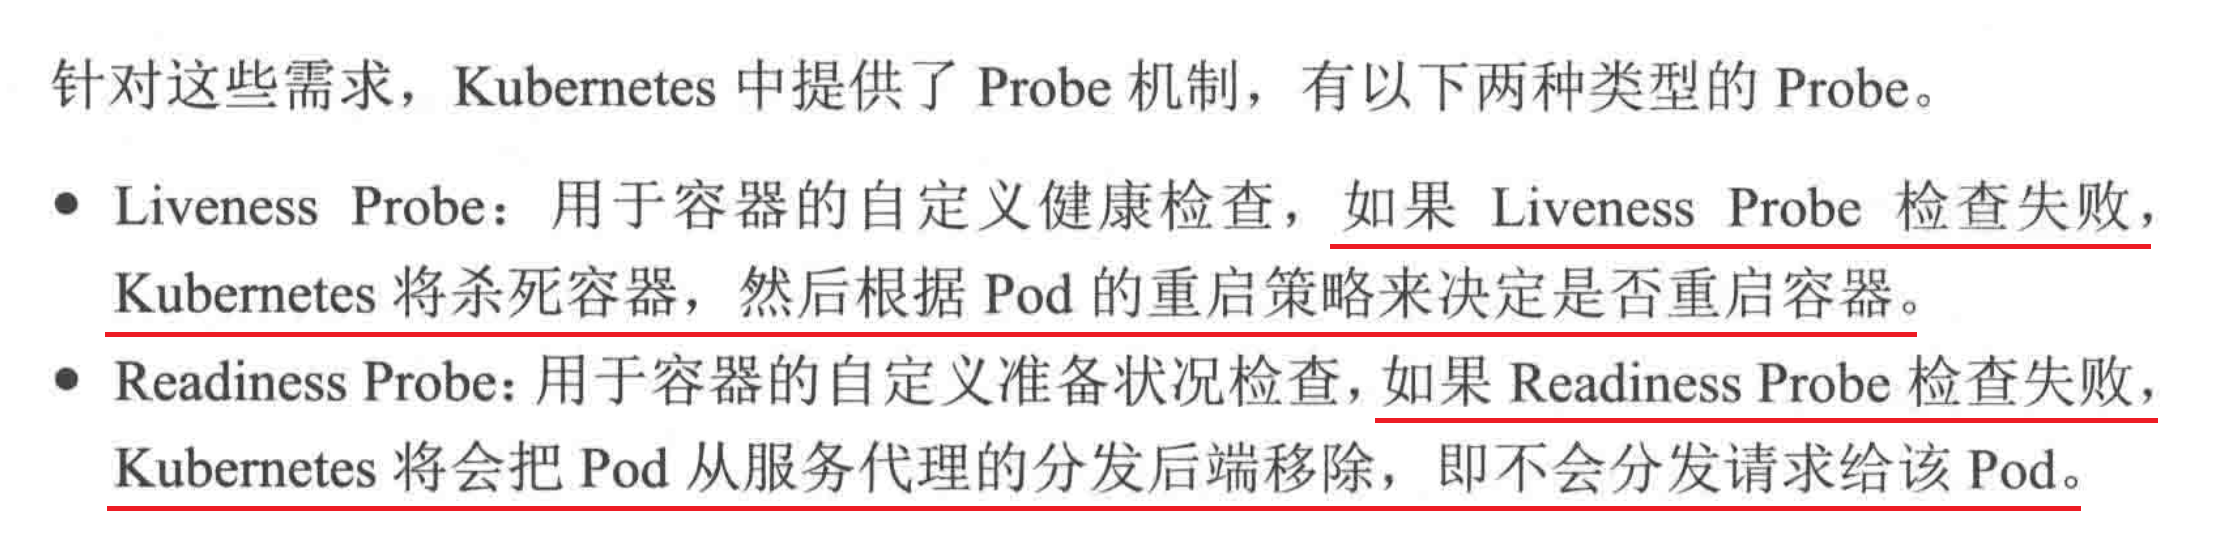 针对这些需求，Kubernetes 中提供了 Probe 机制，有以下两种类型的 Probe。
● Liveness Probe：用于容器的自定义健康检查，如果 Liveness Probe 检查失败，
Kubernetes 将杀死容器，然后根据 Pod 的重启策略来决定是否重启容器。
● Readiness Probe：用于容器的自定义准备状况检查，如果 Readiness Probe 检查失败，
Kubernetes 将会把 Pod 从服务代理的分发后端移除，即不会分发请求给该 Pod。